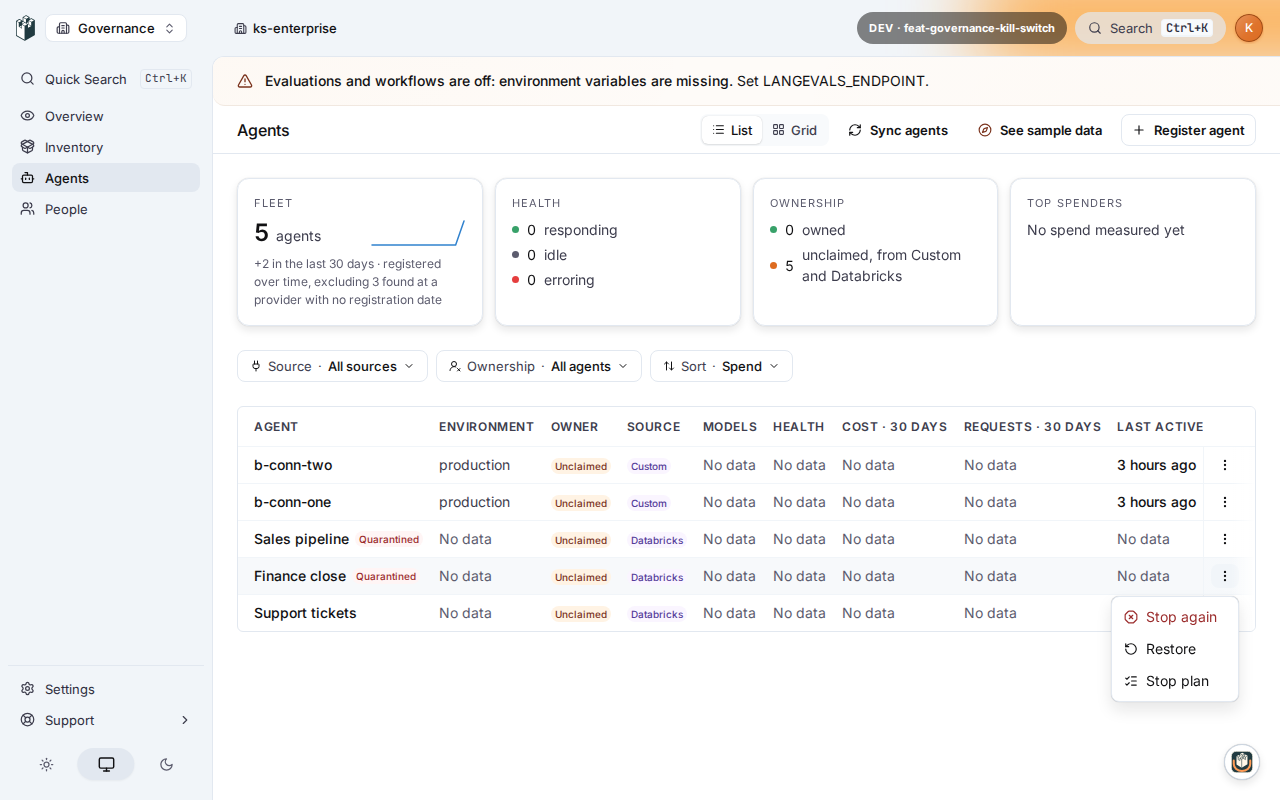 Governance
ks-enterprise
DEV · feat-governance-kill-switch
Search Ctrl+K
K
Quick Search Ctrl+K
Overview
Inventory
Agents
People
Settings
Support
Evaluations and workflows are off: environment variables are missing. Set LANGEVALS_ENDPOINT.
Agents
List
Grid
Sync agents
See sample data
Register agent
FLEET
5 agents
+2 in the last 30 days · registered
over time, excluding 3 found at a
provider with no registration date
HEALTH
0 responding
0 idle
0 erroring
OWNERSHIP
0 owned
5 unclaimed, from Custom
and Databricks
TOP SPENDERS
No spend measured yet
Source · All sources
Ownership · All agents
Sort · Spend
AGENT ENVIRONMENT OWNER SOURCE MODELS HEALTH COST · 30 DAYS REQUESTS · 30 DAYS LAST ACTIVE
b-conn-two production Unclaimed Custom No data No data No data No data 3 hours ago
b-conn-one production Unclaimed Custom No data No data No data No data 3 hours ago
Sales pipeline Quarantined No data Unclaimed Databricks No data No data No data No data No data
Finance close Quarantined No data Unclaimed Databricks No data No data No data No data No data
Support tickets No data Unclaimed Databricks No data No data No data No data
Stop again
Restore
Stop plan